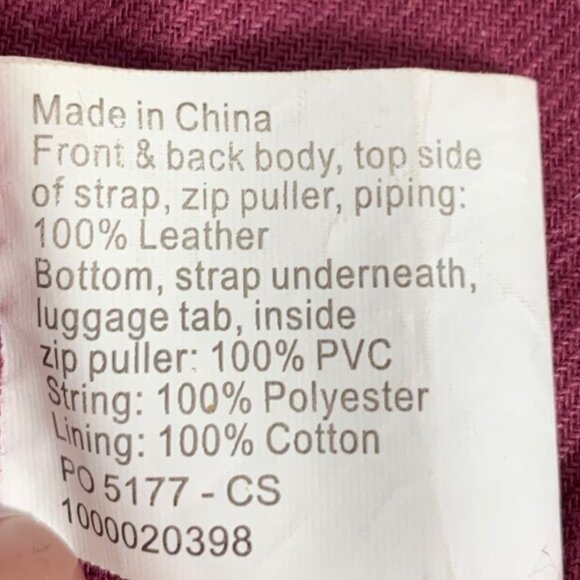 Made in China
Front & back body, top side
of strap, zip puller, piping:
100% Leather
Bottom, strap underneath,
luggage tab, inside
zip puller: 100% PVC
String: 100% Polyester
Lining: 100% Cotton
PO 5177 - CS
1000020398